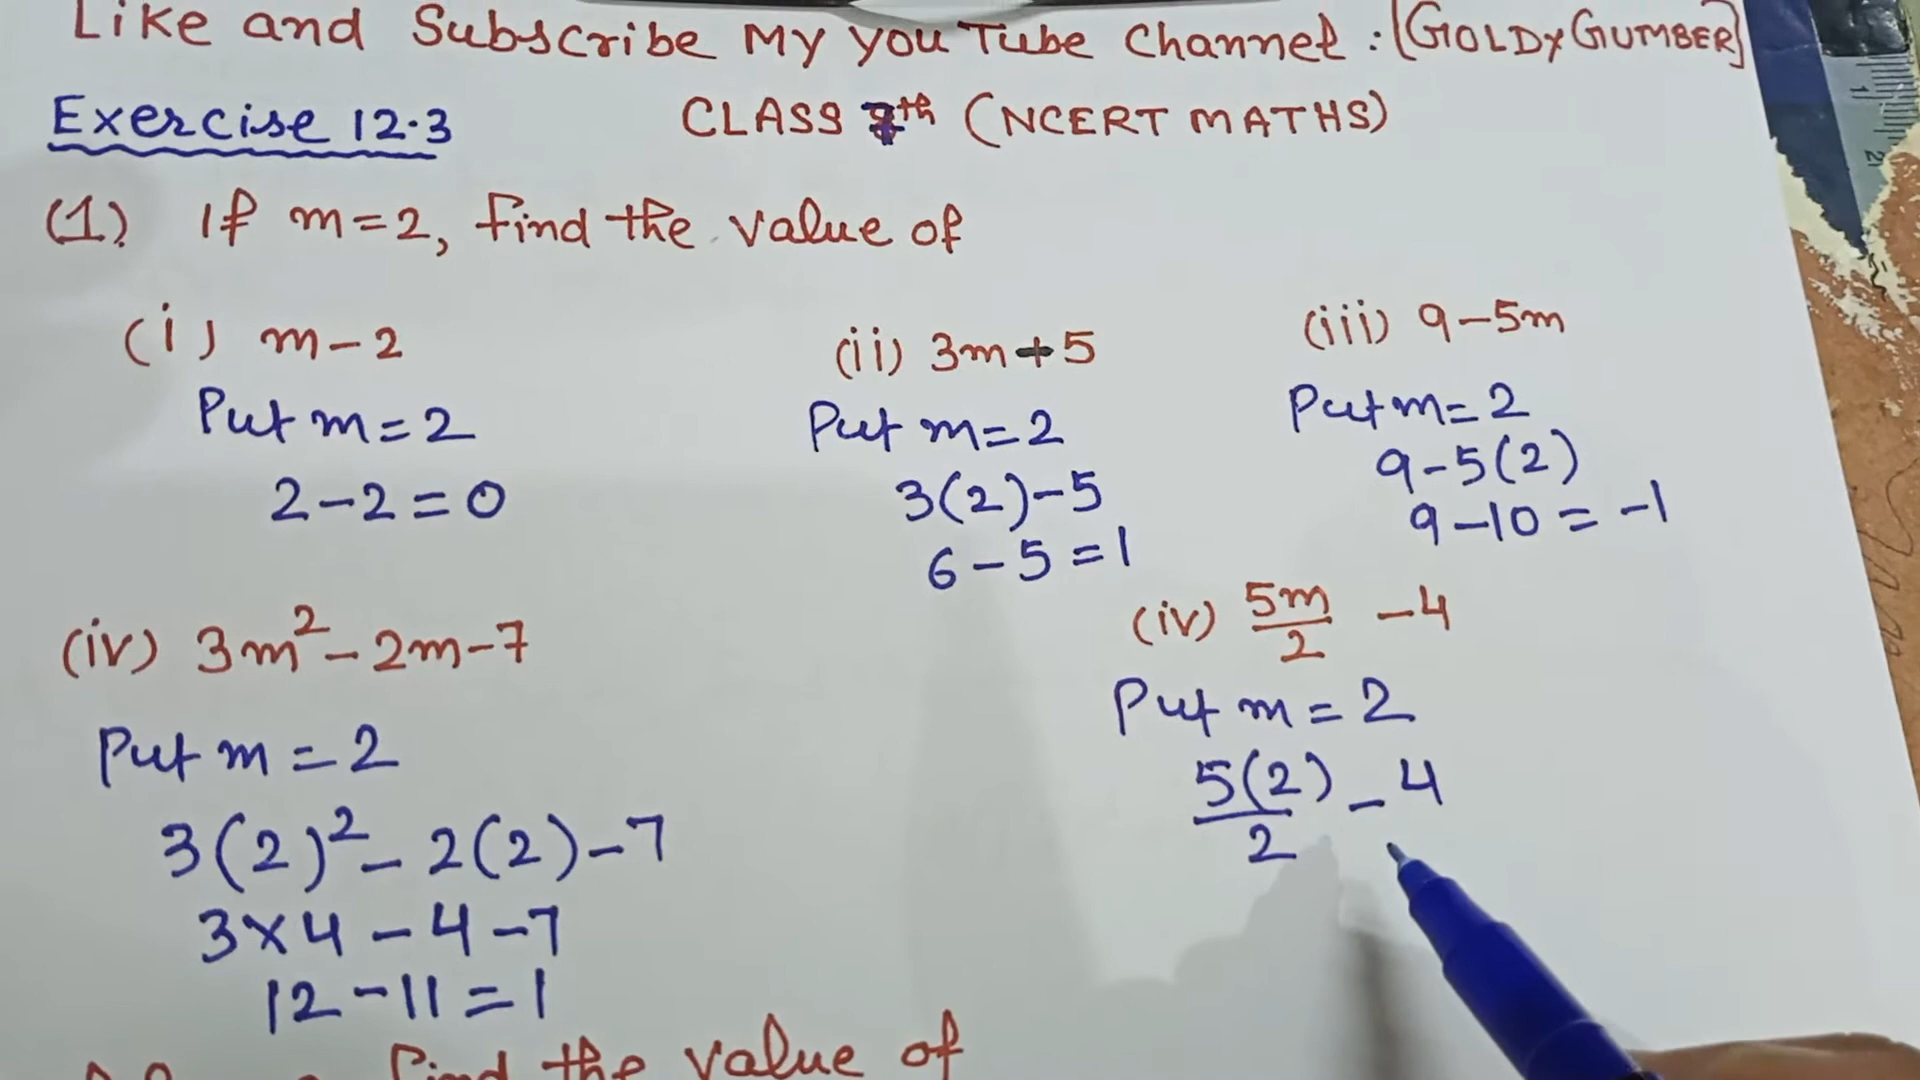 Like and Subscribe My you Tube Channel : [GOLDY GUMBER]
Exercise 12.3 CLASS 7th (NCERT MATHS)
(1) If m=2, find the value of
(i) m-2
Put m=2
2-2=0
(ii) 3m+5
Put m=2
3(2)-5
6-5=1
(iii) 9-5m
Put m=2
9-5(2)
9-10=-1
(iv) 3m²-2m-7
Put m=2
3(2)²-2(2)-7
3×4-4-7
12-11=1
(iv) 5m/2 -4
Put m=2
5(2)/2 -4
find the value of